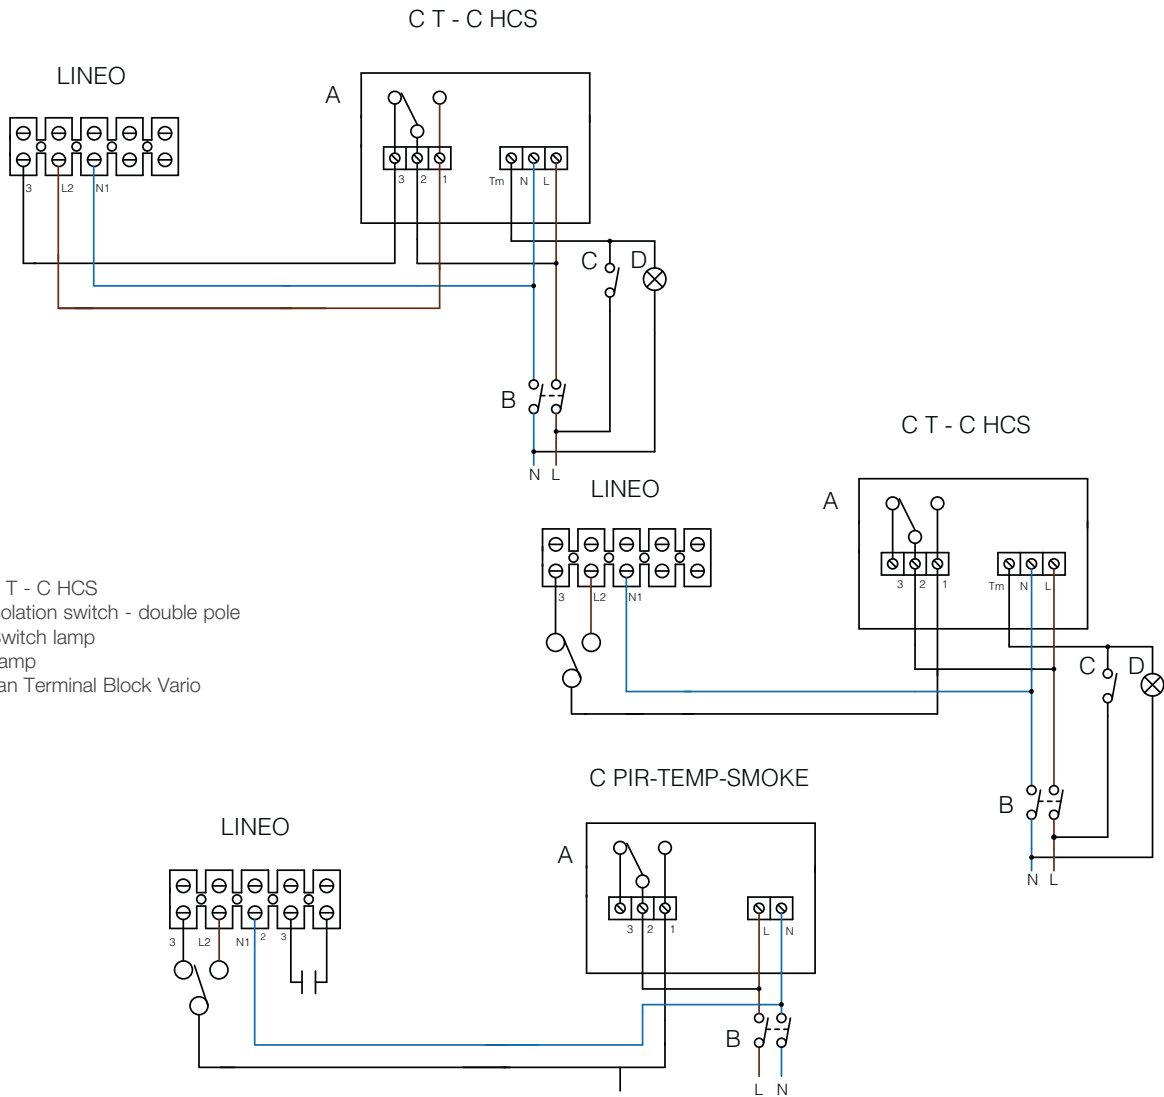 C T - C HCS
LINEO
A
3 L2 N1
3 2 1
Tm N L
C D
B
N L
C T - C HCS
LINEO
A
3 L2 N1
3 2 1
Tm N L
C D
B
N L
T - C HCS
olation switch - double pole
witch lamp
amp
an Terminal Block Vario
C PIR-TEMP-SMOKE
LINEO
A
3 L2 N1 2 3
3 2 1
L N
B
L N